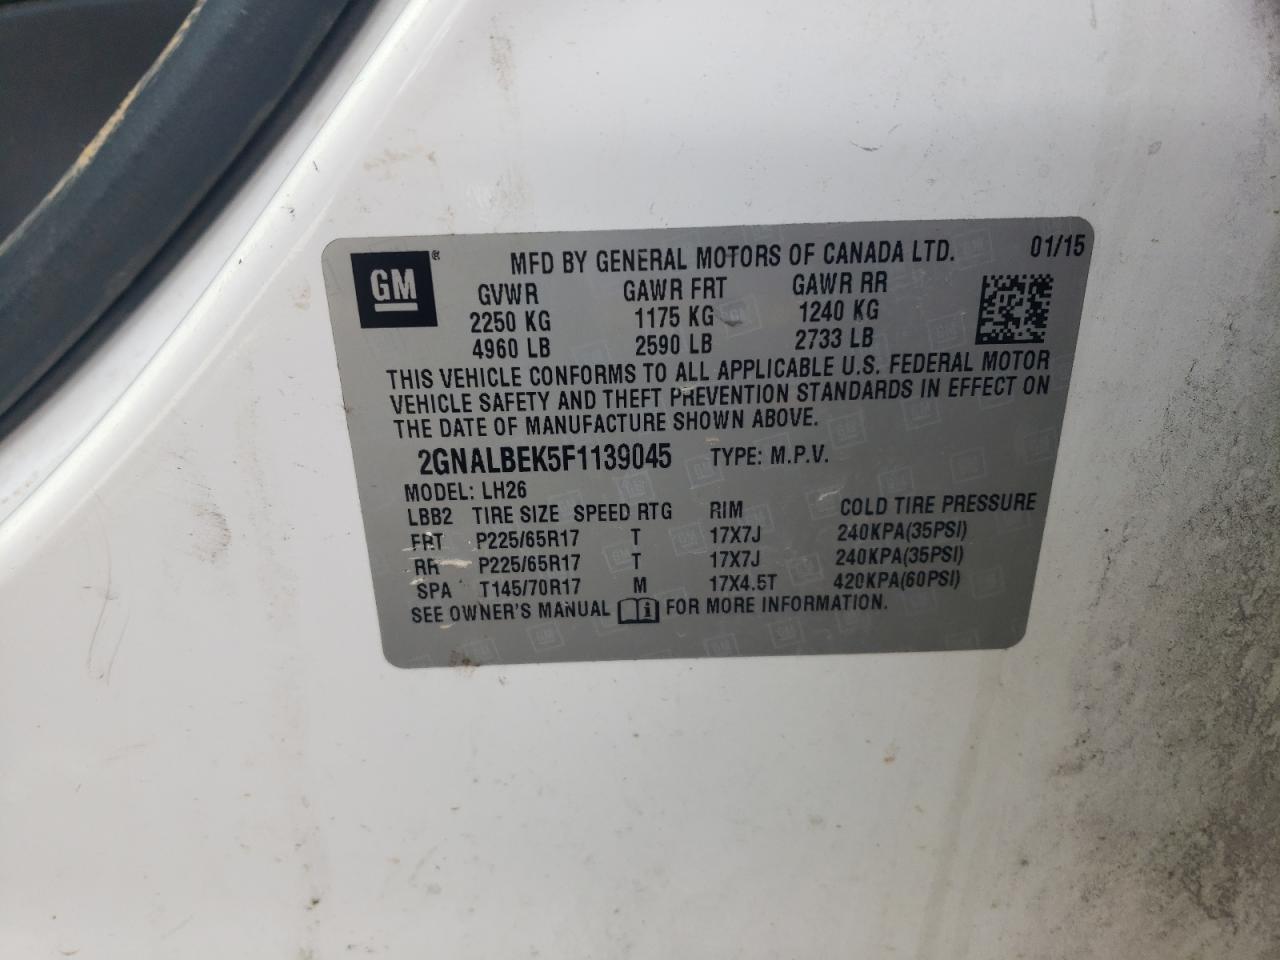 GM ® MFD BY GENERAL MOTORS OF CANADA LTD. 01/15
GVWR GAWR FRT GAWR RR
2250 KG 1175 KG 1240 KG
4960 LB 2590 LB 2733 LB
THIS VEHICLE CONFORMS TO ALL APPLICABLE U.S. FEDERAL MOTOR
VEHICLE SAFETY AND THEFT PREVENTION STANDARDS IN EFFECT ON
THE DATE OF MANUFACTURE SHOWN ABOVE.
2GNALBEK5F1139045 TYPE: M.P.V.
MODEL: LH26
LBB2 TIRE SIZE SPEED RTG RIM COLD TIRE PRESSURE
FRT P225/65R17 T 17X7J 240KPA(35PSI)
RR P225/65R17 T 17X7J 240KPA(35PSI)
SPA T145/70R17 M 17X4.5T 420KPA(60PSI)
SEE OWNER'S MANUAL FOR MORE INFORMATION.